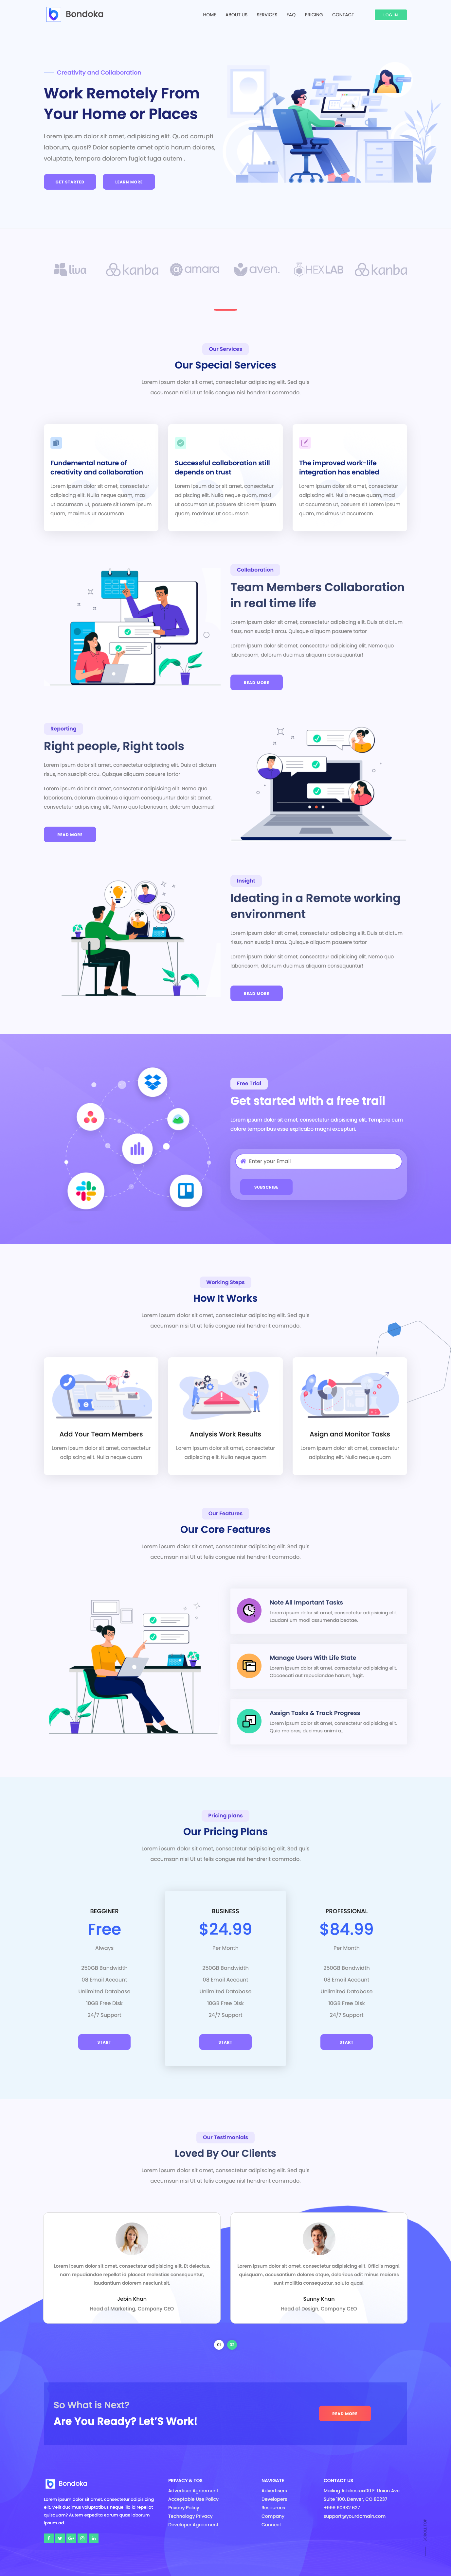 Bondoka
HOME ABOUT US SERVICES FAQ PRICING CONTACT LOG IN
Creativity and Collaboration
Work Remotely From
Your Home or Places
Lorem ipsum dolor sit amet, adipisicing elit. Quod corrupti
laborum, quasi? Dolor sapiente amet optio harum dolores,
voluptate, tempora dolorem fugiat fuga autem .
GET STARTED LEARN MORE
liva kanba amara aven. HEXLAB kanba
Our Services
Our Special Services
Lorem ipsum dolor sit amet, consectetur adipiscing elit. Sed quis
accumsan nisi Ut ut felis congue nisl hendrerit commodo.
Fundemental nature of
creativity and collaboration
Lorem ipsum dolor sit amet, consectetur
adipiscing elit. Nulla neque quam, maxi
ut accumsan ut, posuere sit Lorem ipsum
quam, maximus ut accumsan.
Successful collaboration still
depends on trust
Lorem ipsum dolor sit amet, consectetur
adipiscing elit. Nulla neque quam, maxi
ut accumsan ut, posuere sit Lorem ipsum
quam, maximus ut accumsan.
The improved work-life
integration has enabled
Lorem ipsum dolor sit amet, consectetur
adipiscing elit. Nulla neque quam, maxi
ut accumsan ut, posuere sit Lorem ipsum
quam, maximus ut accumsan.
Collaboration
Team Members Collaboration
in real time life
Lorem ipsum dolor sit amet, consectetur adipiscing elit. Duis at dictum
risus, non suscipit arcu. Quisque aliquam posuere tortor
Lorem ipsum dolor sit amet, consectetur adipisicing elit. Nemo quo
laboriosam, dolorum ducimus aliquam consequuntur!
READ MORE
Reporting
Right people, Right tools
Lorem ipsum dolor sit amet, consectetur adipiscing elit. Duis at dictum
risus, non suscipit arcu. Quisque aliquam posuere tortor
Lorem ipsum dolor sit amet, consectetur adipisicing elit. Nemo quo
laboriosam, dolorum ducimus aliquam consequuntur dolor sit amet,
consectetur adipisicing elit. Nemo quo laboriosam, dolorum ducimus!
READ MORE
Insight
Ideating in a Remote working
environment
Lorem ipsum dolor sit amet, consectetur adipiscing elit. Duis at dictum
risus, non suscipit arcu. Quisque aliquam posuere tortor
Lorem ipsum dolor sit amet, consectetur adipisicing elit. Nemo quo
laboriosam, dolorum ducimus aliquam consequuntur!
READ MORE
Free Trial
Get started with a free trail
Lorem ipsum dolor sit amet, consectetur adipisicing elit. Tempore cum
dolore temporibus esse explicabo magni excepturi.
Enter your Email
SUBSCRIBE
Working Steps
How It Works
Lorem ipsum dolor sit amet, consectetur adipiscing elit. Sed quis
accumsan nisi Ut ut felis congue nisl hendrerit commodo.
Add Your Team Members
Lorem ipsum dolor sit amet, consectetur
adipiscing elit. Nulla neque quam
Analysis Work Results
Lorem ipsum dolor sit amet, consectetur
adipiscing elit. Nulla neque quam
Asign and Monitor Tasks
Lorem ipsum dolor sit amet, consectetur
adipiscing elit. Nulla neque quam
Our Features
Our Core Features
Lorem ipsum dolor sit amet, consectetur adipiscing elit. Sed quis
accumsan nisi Ut ut felis congue nisl hendrerit commodo.
Note All Important Tasks
Lorem ipsum dolor sit amet, consectetur adipisicing elit.
Laudantium modi assumenda beatae.
Manage Users With Life State
Lorem ipsum dolor sit amet, consectetur adipisicing elit.
Obcaecati aut repudiandae harum, fugit.
Assign Tasks & Track Progress
Lorem ipsum dolor sit amet, consectetur adipisicing elit.
Quia maiores, ducimus animi a.
Pricing plans
Our Pricing Plans
Lorem ipsum dolor sit amet, consectetur adipiscing elit. Sed quis
accumsan nisi Ut ut felis congue nisl hendrerit commodo.
BEGGINER
Free
Always
250GB Bandwidth
08 Email Account
Unlimited Database
10GB Free Disk
24/7 Support
START
BUSINESS
$24.99
Per Month
250GB Bandwidth
08 Email Account
Unlimited Database
10GB Free Disk
24/7 Support
START
PROFESSIONAL
$84.99
Per Month
250GB Bandwidth
08 Email Account
Unlimited Database
10GB Free Disk
24/7 Support
START
Our Testimonials
Loved By Our Clients
Lorem ipsum dolor sit amet, consectetur adipiscing elit. Sed quis
accumsan nisi Ut ut felis congue nisl hendrerit commodo.
Lorem ipsum dolor sit amet, consectetur adipisicing elit. Et delectus,
nam repudiandae repellat id placeat molestias consequuntur,
laudantium dolorem nesciunt sit.
Jebin Khan
Head of Marketing, Company CEO
Lorem ipsum dolor sit amet, consectetur adipisicing elit. Officiis magni,
quisquam, accusantium dolores atque, doloribus odit minus maiores
sunt mollitia consequatur, soluta quasi.
Sunny Khan
Head of Design, Company CEO
01 02
So What is Next?
Are You Ready? Let'S Work!
READ MORE
Bondoka
Lorem ipsum dolor sit amet, consectetur adipisicing
elit. Velit ducimus voluptatibus neque illo id repellat
quisquam? Autem expedita earum quae laborum
ipsum ad.
PRIVACY & TOS
Advertiser Agreement
Acceptable Use Policy
Privacy Policy
Technology Privacy
Developer Agreement
NAVIGATE
Advertisers
Developers
Resources
Company
Connect
CONTACT US
Mailing Address:xx00 E. Union Ave
Suite 1100. Denver, CO 80237
+999 90932 627
support@yourdomain.com